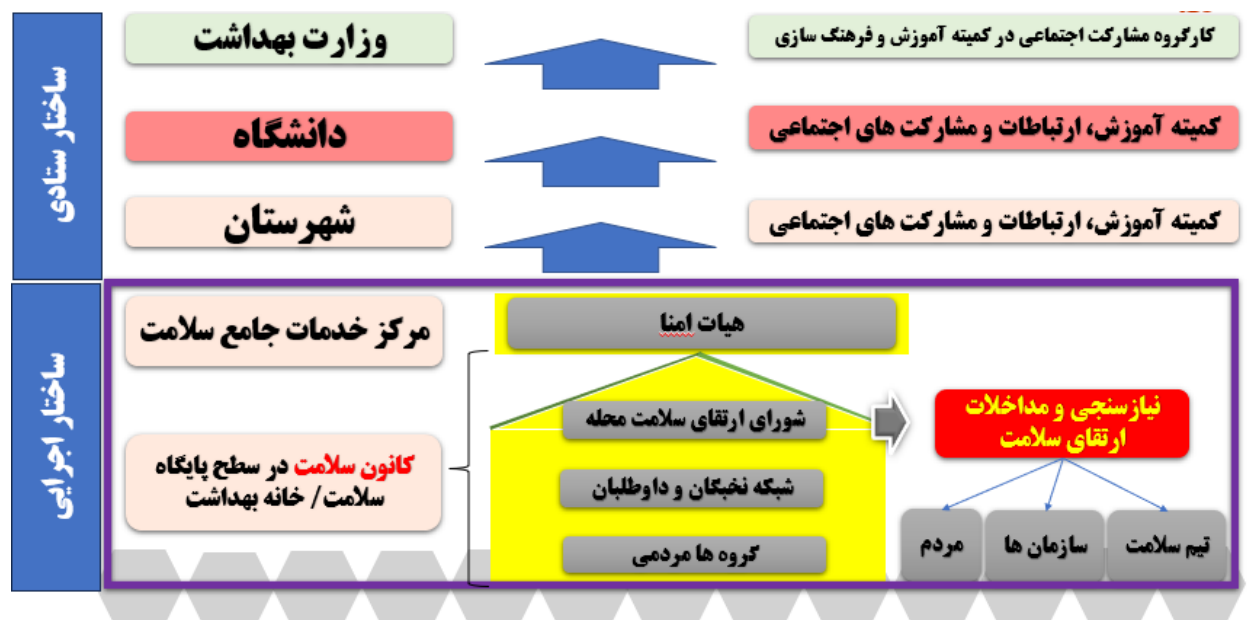 ساختار ستادی
وزارت بهداشت
کارگروه مشارکت اجتماعی در کمیته آموزش و فرهنگ سازی
دانشگاه
کمیته آموزش، ارتباطات و مشارکت های اجتماعی
شهرستان
کمیته آموزش، ارتباطات و مشارکت های اجتماعی
ساختار اجرایی
مرکز خدمات جامع سلامت
هیات امنا
کانون سلامت در سطح پایگاه
سلامت/ خانه بهداشت
شورای ارتقای سلامت محله
شبکه نخبگان و داوطلبان
گروه ها مردمی
نیازسنجی و مداخلات
ارتقای سلامت
تیم سلامت
سازمان ها
مردم